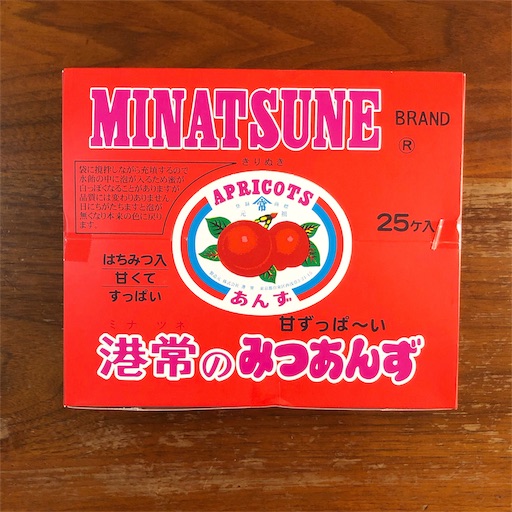 MINATSUNE
BRAND
®
袋に撹拌しながら充填するので
水飴の中に泡が入るため蜜が
白っぽくなることがありますが
品質には変わりありません
日にちがたちますと泡が
無くなり本来の色に戻り
ます。
きりぬき
APRICOTS
元祖
あんず
25ケ入
はちみつ入
甘くて
すっぱい
甘ずっぱ〜い
ミナツネ
港常のみつあんず